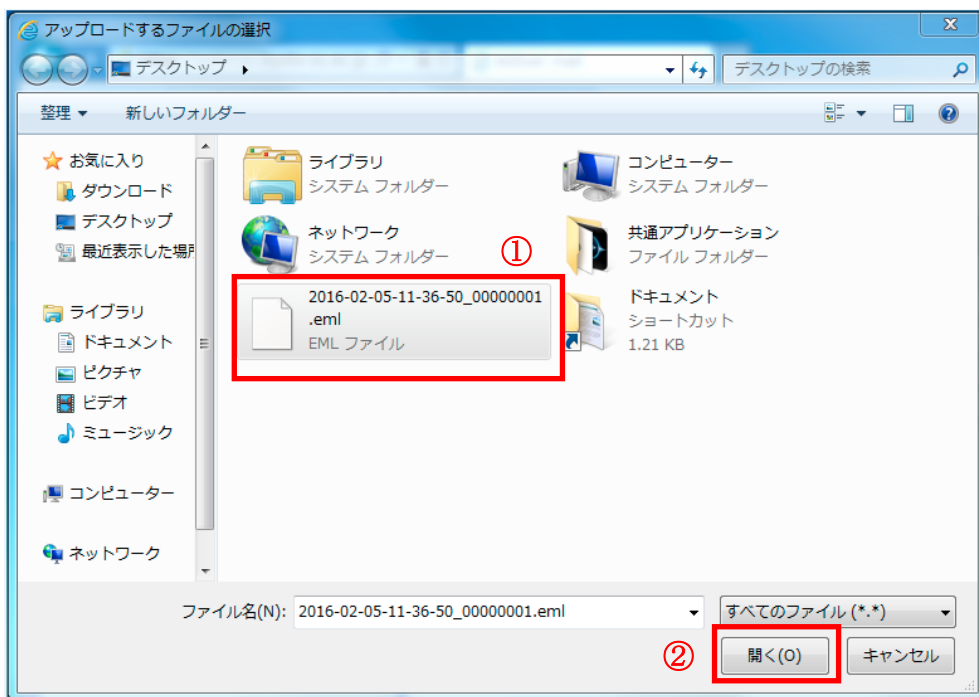 アップロードするファイルの選択
デスクトップ
デスクトップの検索
整理
新しいフォルダー
お気に入り
ダウンロード
デスクトップ
最近表示した場所
ライブラリ
ドキュメント
ピクチャ
ビデオ
ミュージック
コンピューター
ネットワーク
ライブラリ
システム フォルダー
コンピューター
システム フォルダー
ネットワーク
システム フォルダー
①
共通アプリケーション
ファイル フォルダー
2016-02-05-11-36-50_00000001
.eml
EML ファイル
ドキュメント
ショートカット
1.21 KB
ファイル名(N):
2016-02-05-11-36-50_00000001.eml
すべてのファイル (*.*)
②
開く(O)
キャンセル